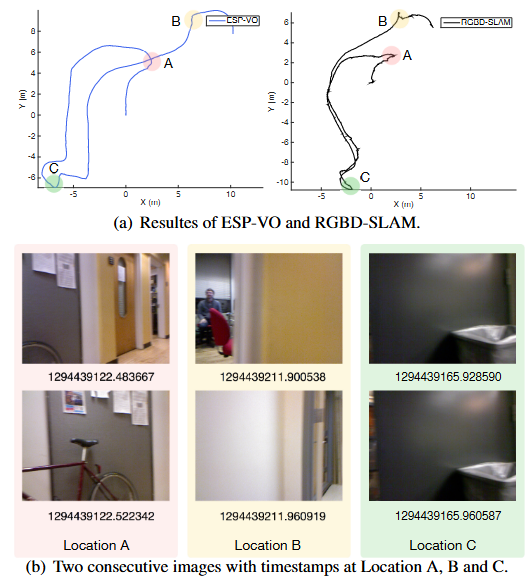 B
ESP-VO
A
C
Y (m)
8
6
4
2
0
-2
-4
-6
-5
0
5
10
X (m)
B
RGBD-SLAM
A
C
Y (m)
6
4
2
0
-2
-4
-6
-8
-10
-5
0
5
10
X (m)
(a) Resultes of ESP-VO and RGBD-SLAM.
1294439122.483667
1294439211.900538
1294439165.928590
1294439122.522342
1294439211.960919
1294439165.960587
Location A
Location B
Location C
(b) Two consecutive images with timestamps at Location A, B and C.